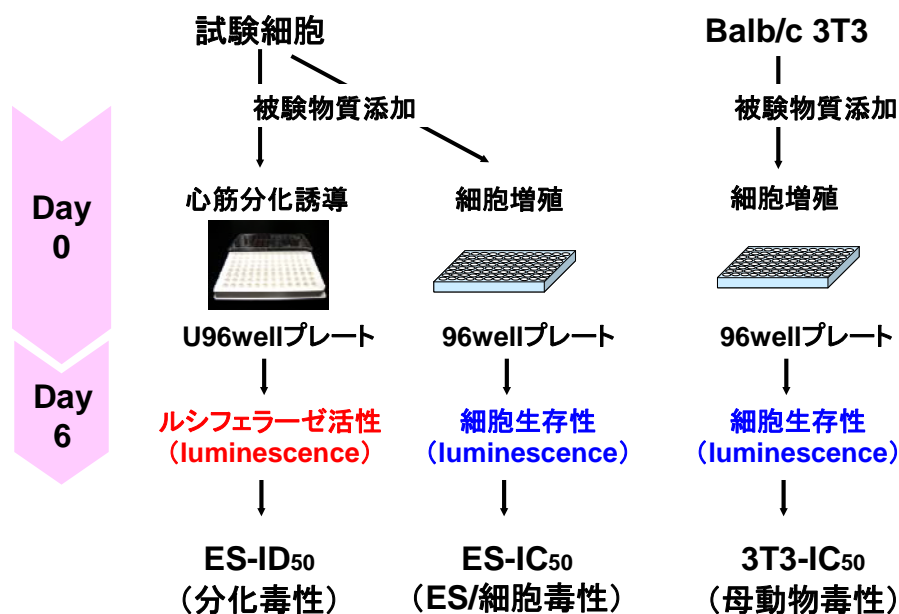 試験細胞
Balb/c 3T3
被験物質添加
被験物質添加
Day
0
心筋分化誘導
細胞増殖
細胞増殖
U96wellプレート
96wellプレート
96wellプレート
Day
6
ルシフェラーゼ活性
（luminescence）
細胞生存性
（luminescence）
細胞生存性
（luminescence）
ES-ID50
（分化毒性）
ES-IC50
（ES/細胞毒性）
3T3-IC50
（母動物毒性）